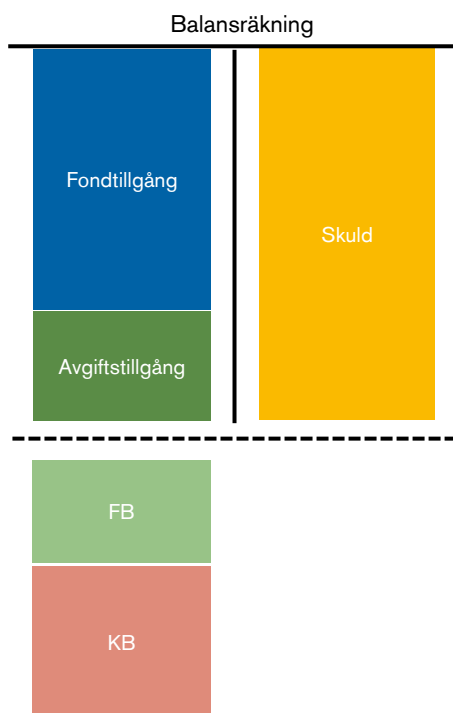 Balansräkning
Fondtillgång
Skuld
Avgiftstillgång
FB
KB